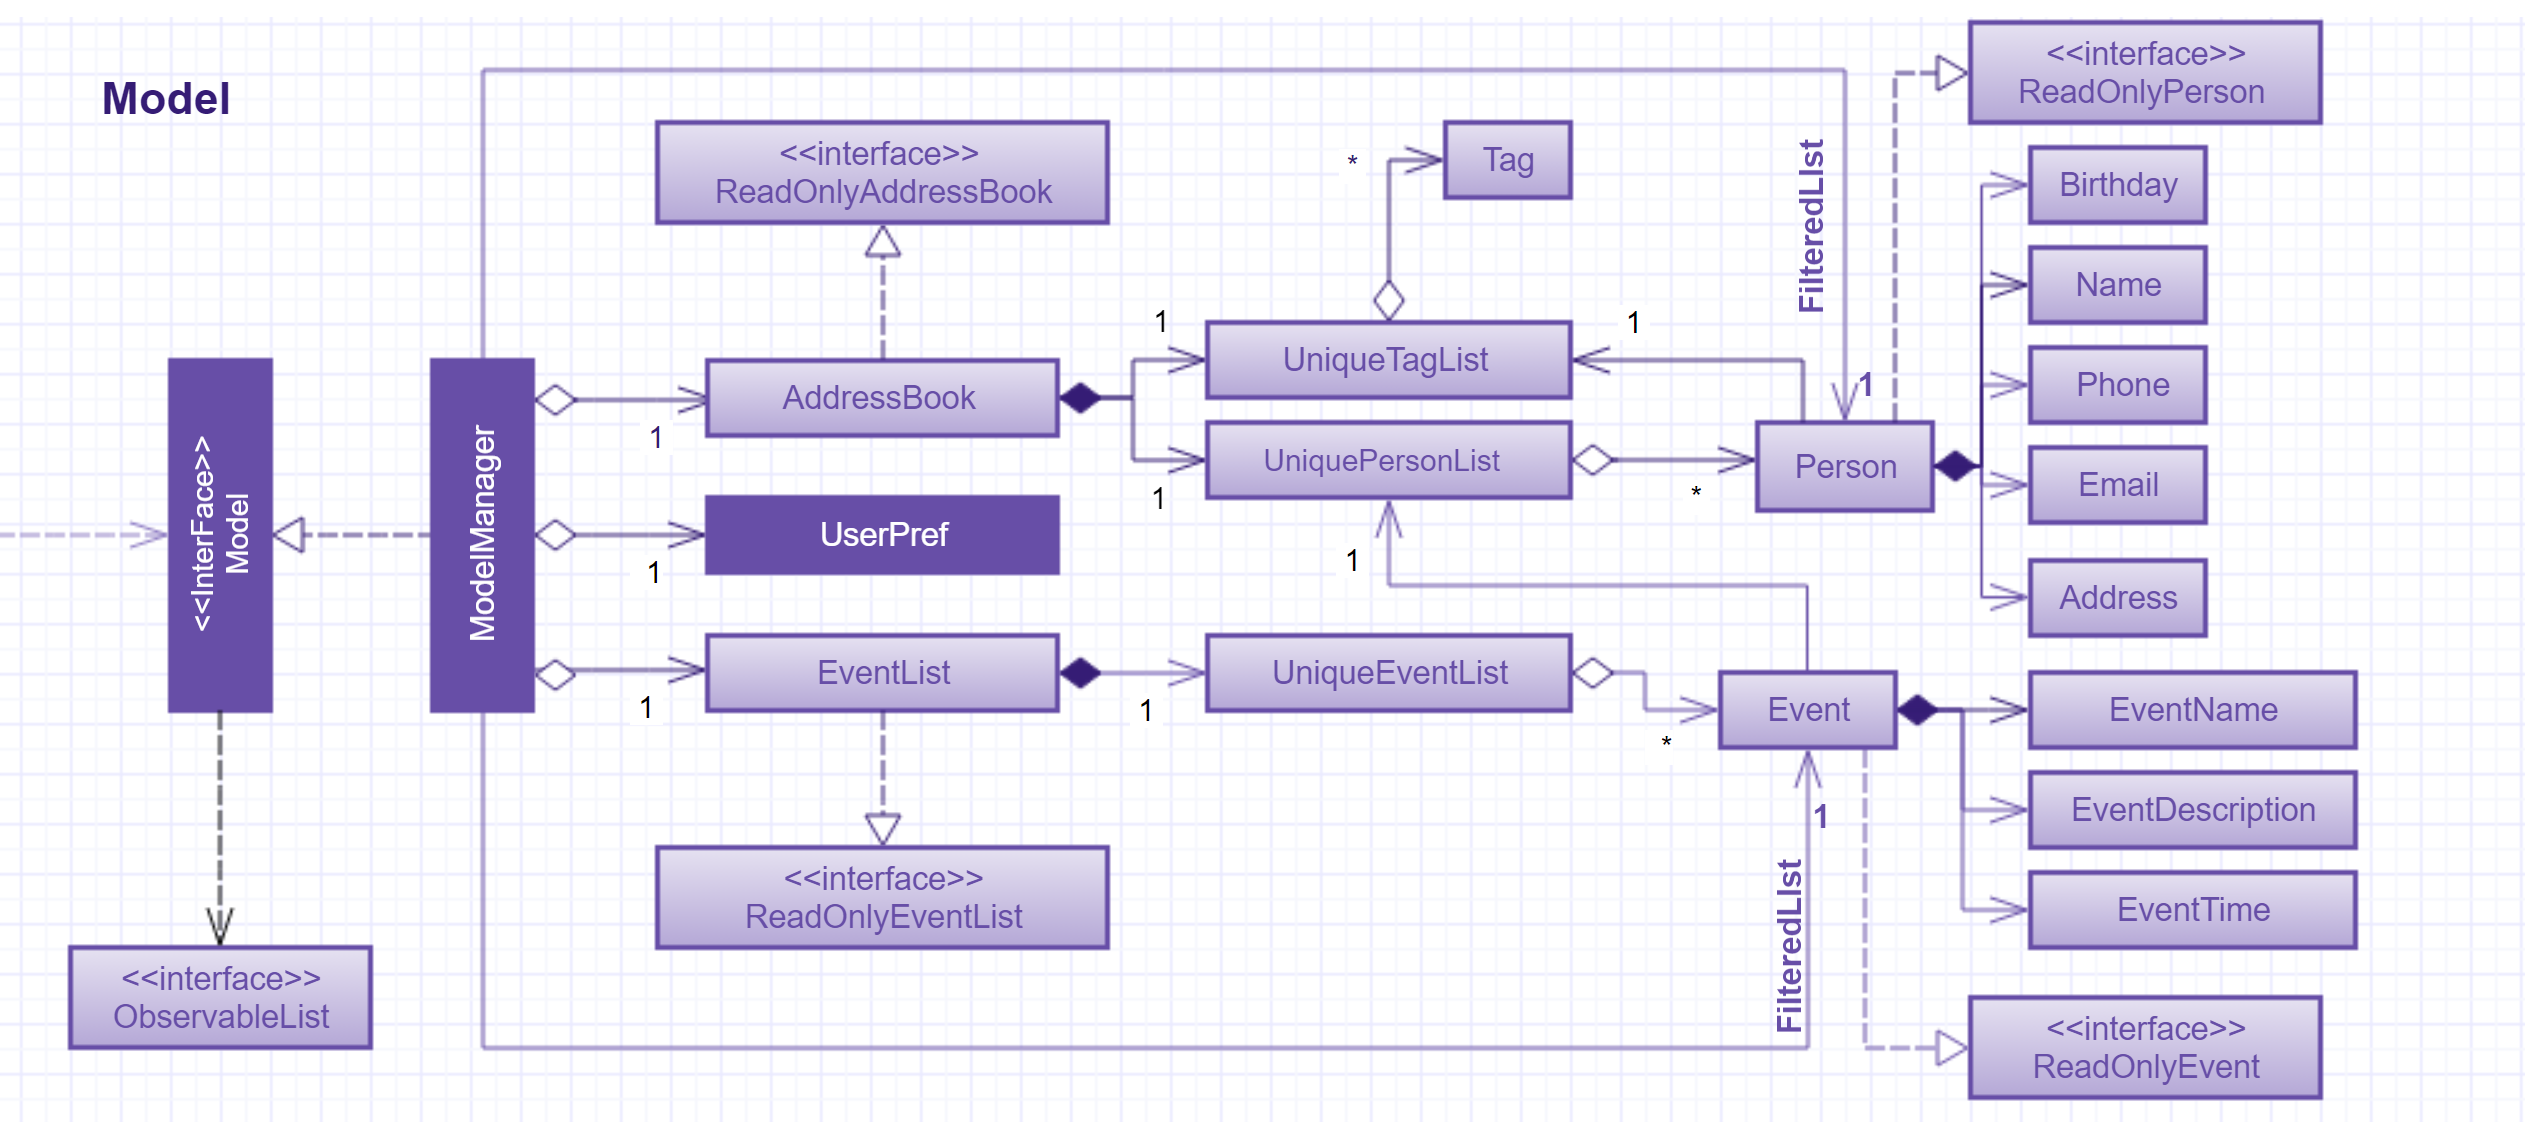 Model
<<interface>>
ReadOnlyPerson
<<interface>>
ReadOnlyAddressBook
*
Tag
FilteredLIst
1
Birthday
Name
Phone
Email
Address
1
UniqueTagList
1
<<InterFace>>
Model
ModelManager
1
AddressBook
1
UniquePersonList
*
Person
1
UserPref
1
1
EventList
1
UniqueEventList
*
Event
EventName
EventDescription
EventTime
1
FilteredLIst
<<interface>>
ReadOnlyEventList
<<interface>>
ObservableList
<<interface>>
ReadOnlyEvent